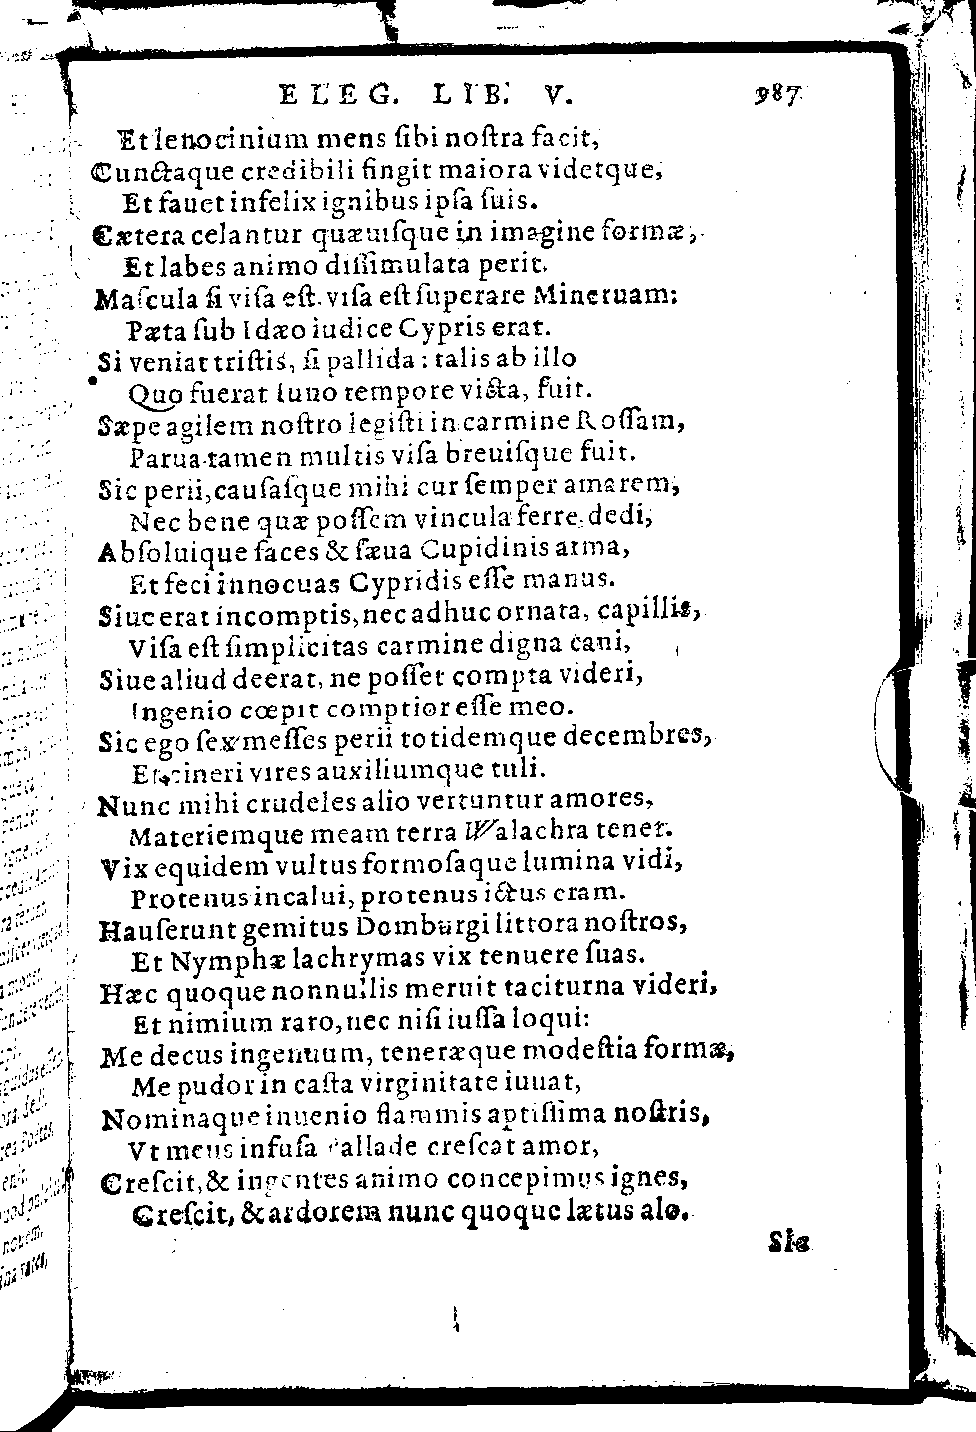 ELEG. LIB. V. 987
Et lenocinium mens ſibi noſtra facit,
Cunctaque credibili fingit maiora videtque,
Et fauet infelix ignibus ipſa ſuis.
Cætera celantur quæuiſque in imagine formæ,
Et labes animo diſſimulata perit.
Maſcula ſi viſa eſt. viſa eſt ſuperare Mineruam:
Pæta ſub Idæo iudice Cypris erat.
Si veniat triſtis, ſi pallida: talis ab illo
Quo fuerat Iuno tempore victa, fuit.
Sæpe agilem noſtro legiſti in carmine Roſſam,
Parua tamen multis viſa breuiſque fuit.
Sic perii, cauſaſque mihi cur ſemper amarem,
Nec bene quæ poſſem vincula ferre dedi,
Abſoluique faces & ſæua Cupidinis arma,
Et feci innocuas Cypridis eſſe manus.
Siue erat incomptis, nec adhuc ornata, capillis,
Viſa eſt ſimplicitas carmine digna cani,
Siue aliud deerat, ne poſſet compta videri,
Ingenio cœpit comptior eſſe meo.
Sic ego ſex meſſes perii totidemque decembres,
Et cineri vires auxiliumque tuli.
Nunc mihi crudeles alio vertuntur amores,
Materiemque meam terra Walachra tenet.
Vix equidem vultus formoſaque lumina vidi,
Protenus incalui, protenus ictus eram.
Hauſerunt gemitus Domburgi littora noſtros,
Et Nymphæ lachrymas vix tenuere ſuas.
Hæc quoque nonnullis meruit taciturna videri,
Et nimium raro, nec niſi iuſſa loqui:
Me decus ingenuum, teneræque modeſtia formæ,
Me pudor in caſta virginitate iuuat,
Nominaque inuenio flammis aptiſſima noſtris,
Vt meus infuſa Pallade creſcat amor,
Creſcit, & ingentes animo concepimus ignes,
Creſcit, & ardorem nunc quoque lætus alo.
Sic